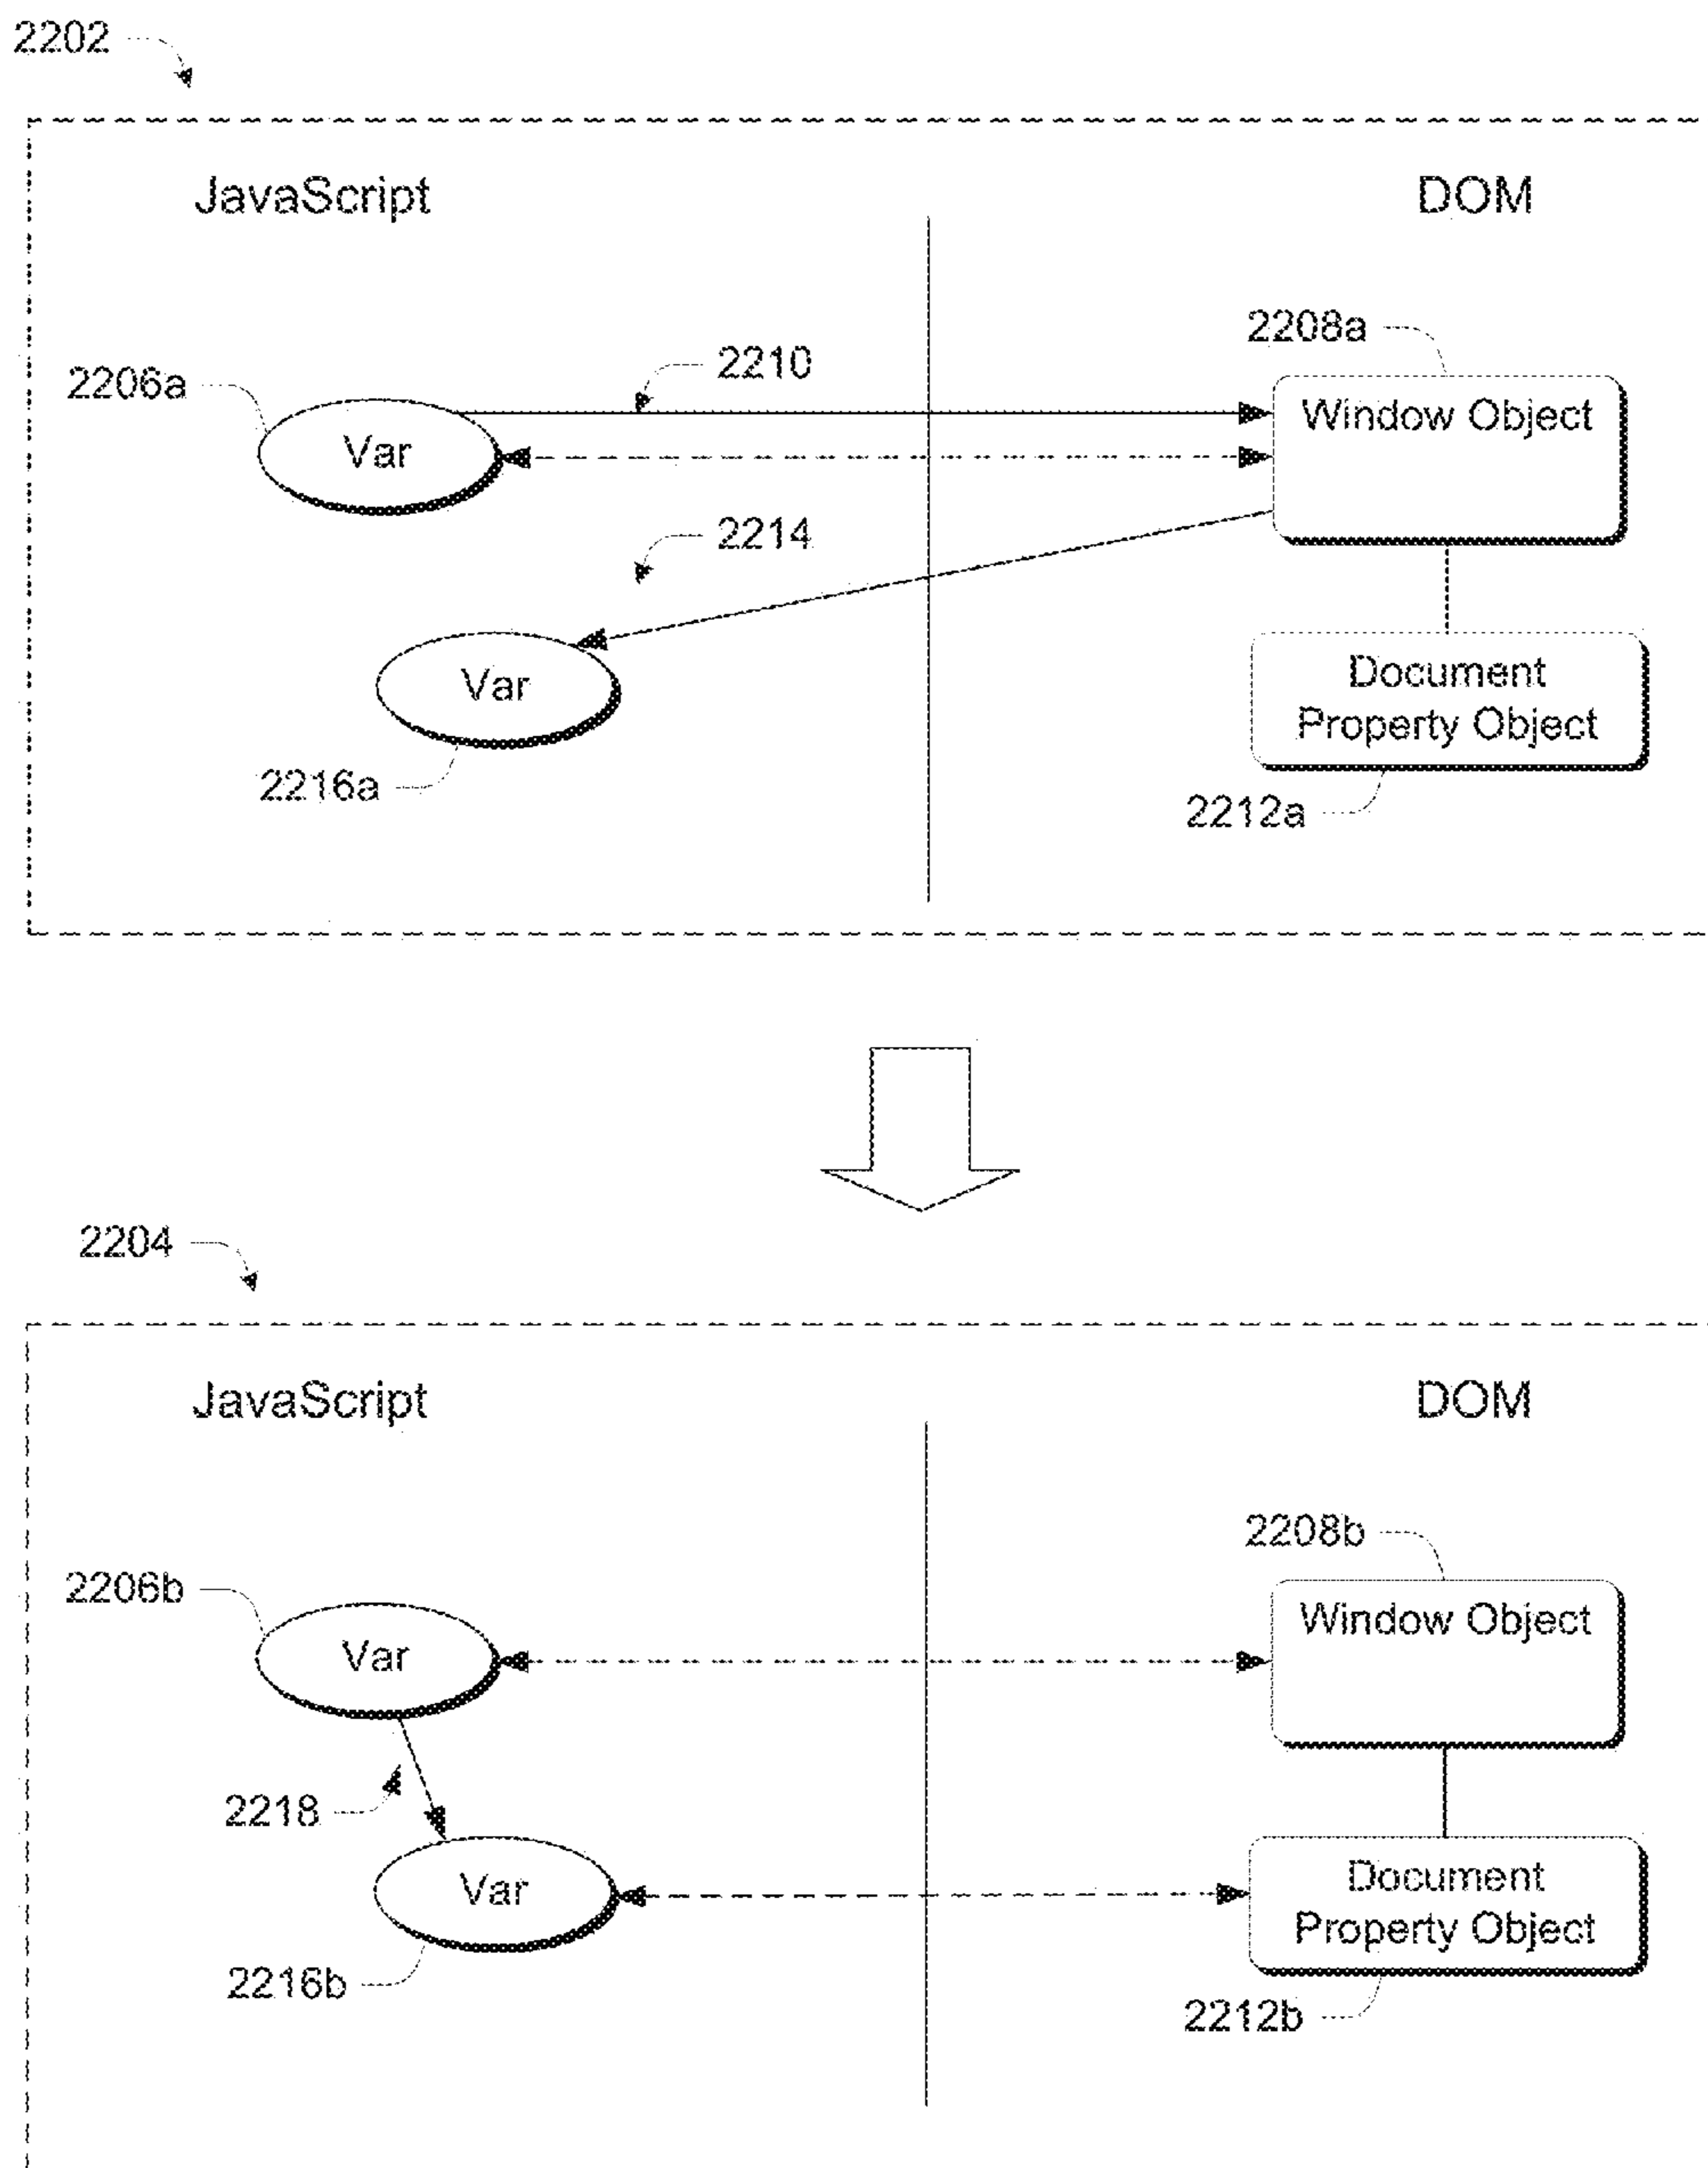 2202
JavaScript
DOM
2208a
2210
2206a
Window Object
Var
2214
Document
Var
Property Object
2216a
2212a
2204
JavaScript
DOM
2208b
2206b
Window Object
Var
2218
Document
Var
Property Object
2216b
2212b